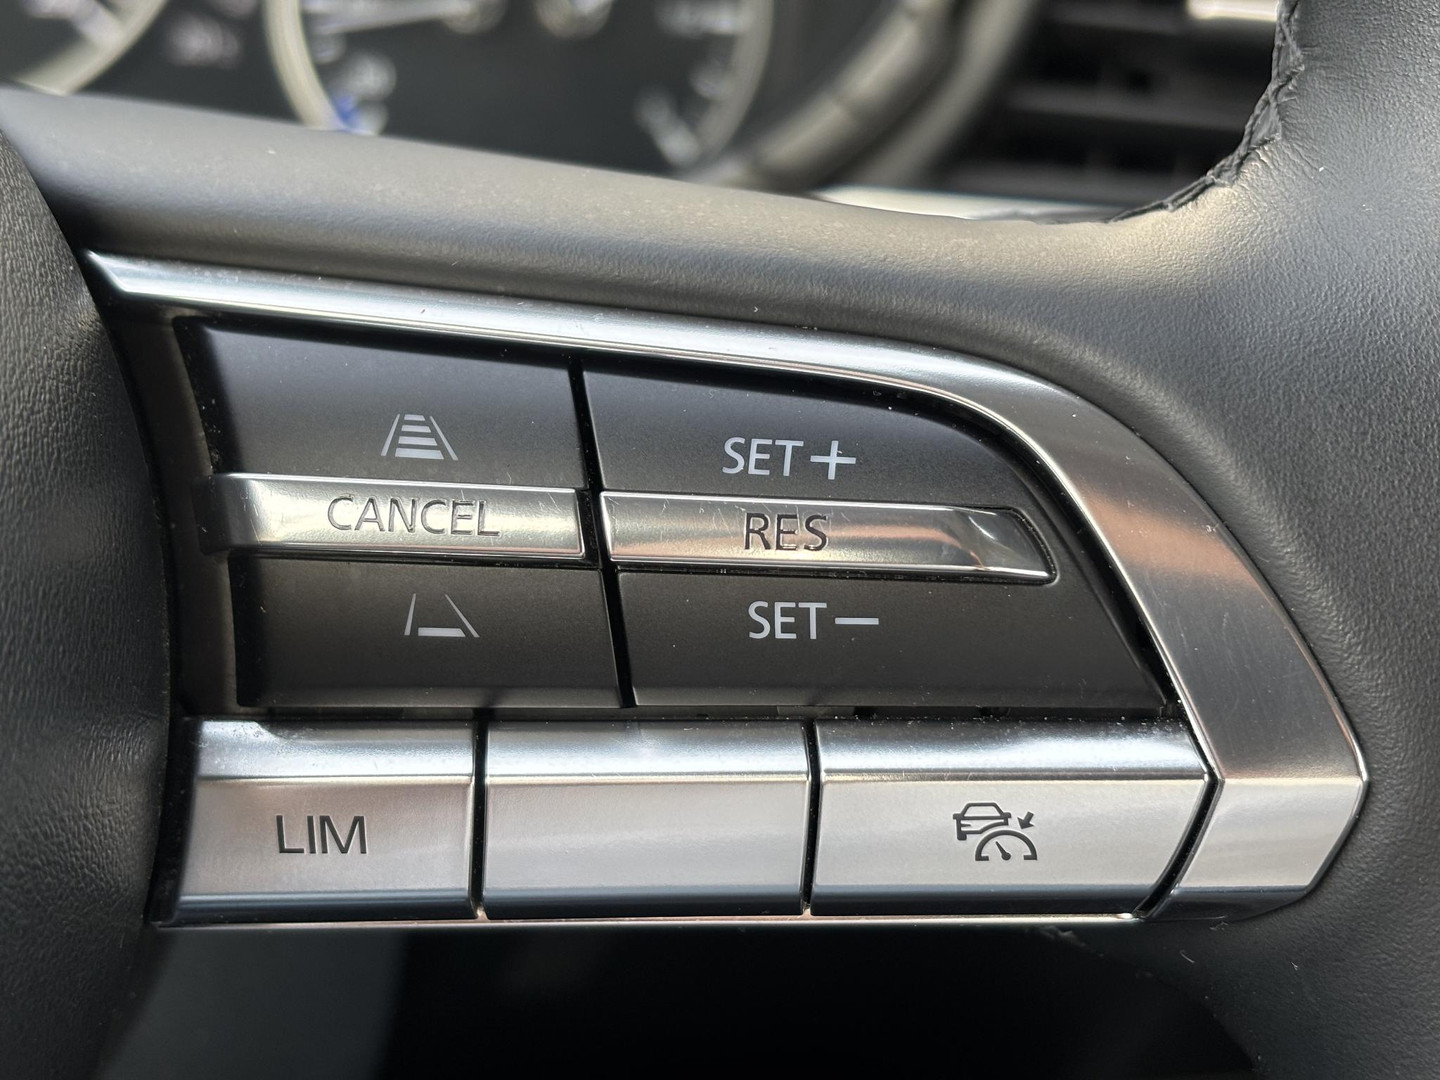 SET+
CANCEL
RES
SET-
LIM